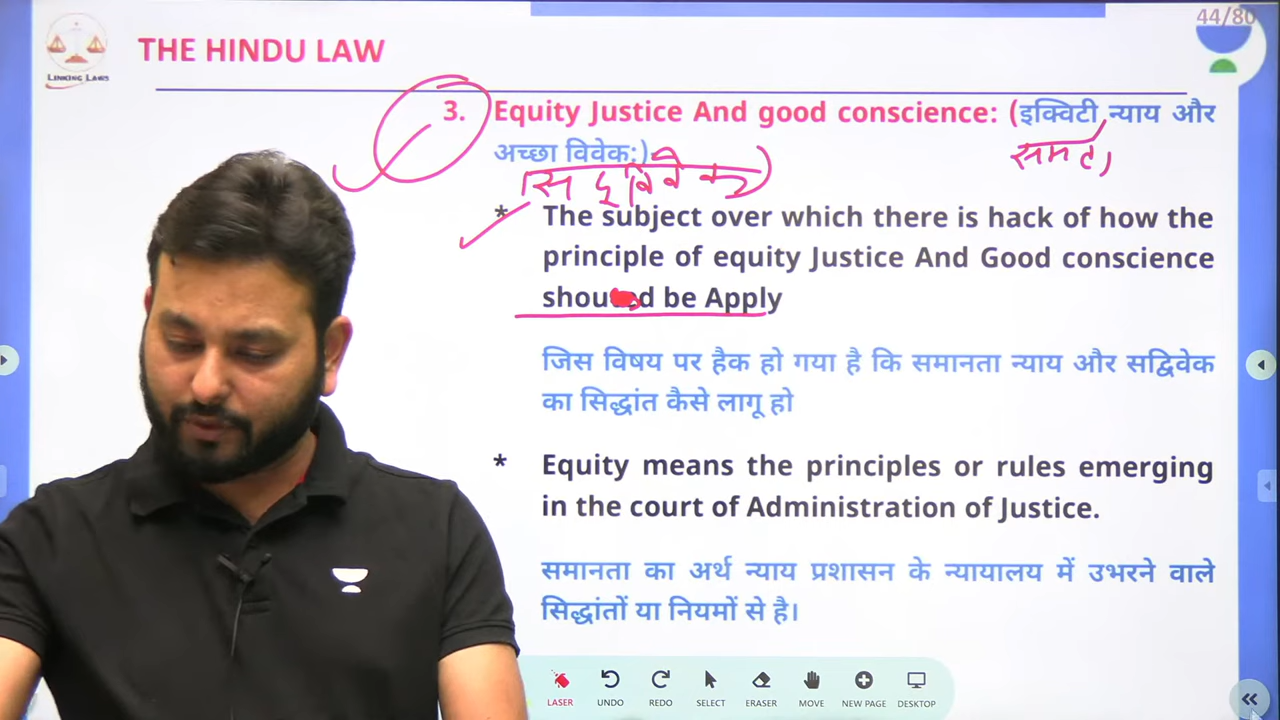 44/80
THE HINDU LAW
LINKING LAWS
3. Equity Justice And good conscience: (इक्विटी न्याय और
अच्छा विवेक:)
समता
सद्विवेक)
* The subject over which there is hack of how the
principle of equity Justice And Good conscience
should be Apply
जिस विषय पर हैक हो गया है कि समानता न्याय और सद्विवेक
का सिद्धांत कैसे लागू हो
* Equity means the principles or rules emerging
in the court of Administration of Justice.
समानता का अर्थ न्याय प्रशासन के न्यायालय में उभरने वाले
सिद्धांतों या नियमों से है।
LASER UNDO REDO SELECT ERASER MOVE NEW PAGE DESKTOP